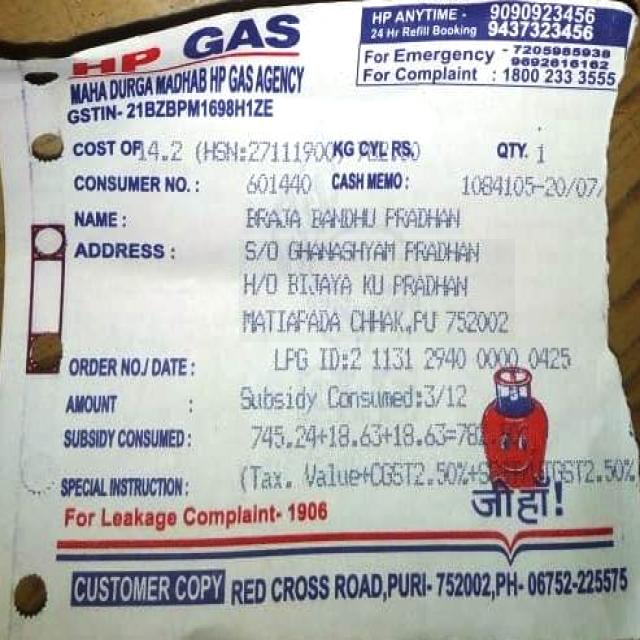 HP GAS
HP ANYTIME - 9090923456
24 Hr Refill Booking 9437323456
For Emergency - 7205985938
9692616162
For Complaint : 1800 233 3555
MAHA DURGA MADHAB HP GAS AGENCY
GSTIN- 21BZBPM1698H1ZE
COST OF 14.2 (HSN:27111900) KG CYL RS. QTY. 1
CONSUMER NO. : 601440 CASH MEMO : 1084105-20/07/
NAME : BRAJA BANDHU PRADHAN
ADDRESS : S/O GHANASHYAM PRADHAN
H/O BIJAYA KU PRADHAN
MATIAPADA CHHAK,PU 752002
ORDER NO./ DATE : LPG ID:2 1131 2940 0000 0425
AMOUNT : Subsidy Consumed:3/12
SUBSIDY CONSUMED : 745.24+18.63+18.63=78
SPECIAL INSTRUCTION : (Tax. Value+CGST2.50%+
जी हाँ!
For Leakage Complaint- 1906
CUSTOMER COPY RED CROSS ROAD,PURI- 752002,PH- 06752-225575